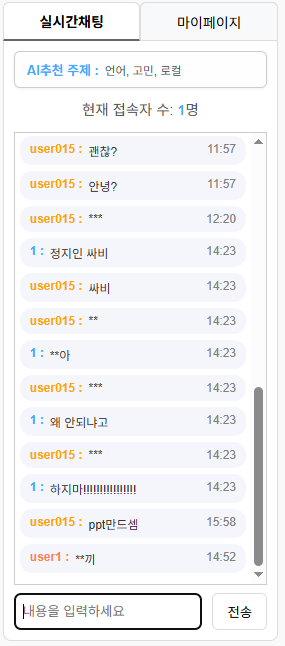 실시간채팅 마이페이지
AI추천 주제 : 언어, 고민, 로컬
현재 접속자 수: 1명
user015 : 괜찮? 11:57
user015 : 안녕? 11:57
user015 : *** 12:20
1 : 정지인 싸비 14:23
user015 : 싸비 14:23
user015 : ** 14:23
1 : **아 14:23
user015 : *** 14:23
1 : 왜 안되냐고 14:23
user015 : *** 14:23
1 : 하지마!!!!!!!!!!!!!!!! 14:23
user015 : ppt만드셈 15:58
user1 : **끼 14:52
내용을 입력하세요 전송